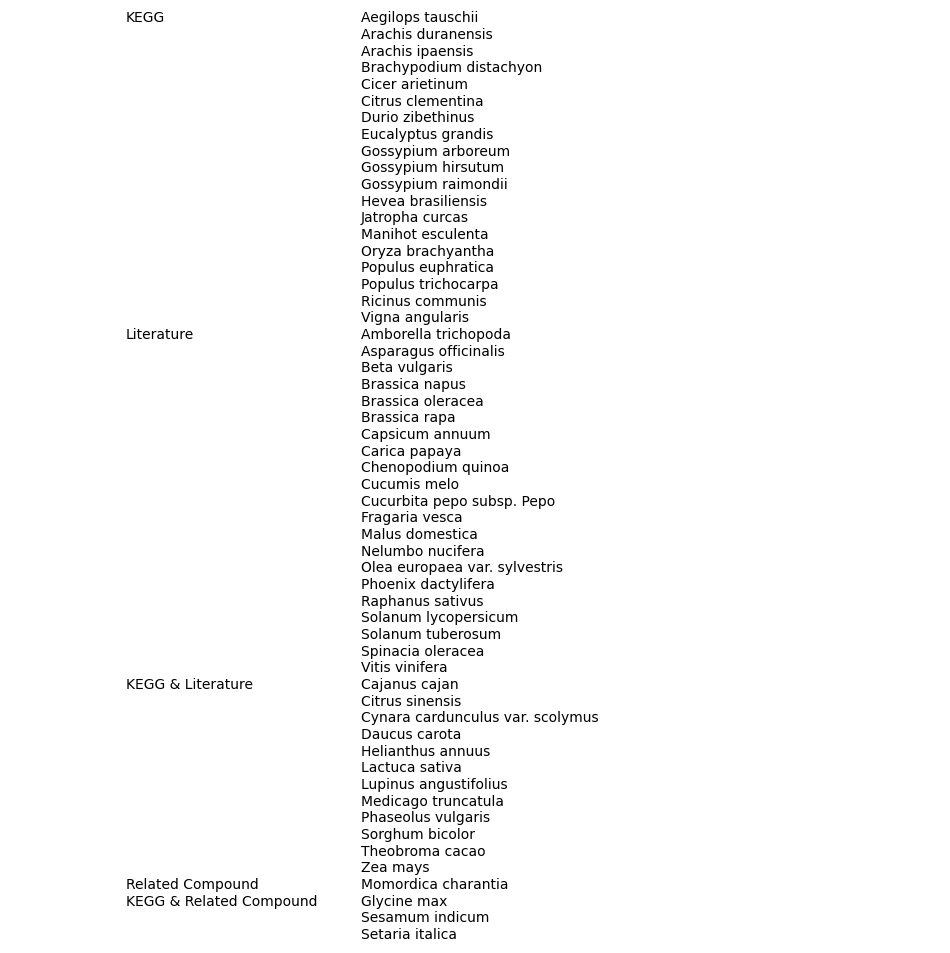 KEGG Aegilops tauschii
Arachis duranensis
Arachis ipaensis
Brachypodium distachyon
Cicer arietinum
Citrus clementina
Durio zibethinus
Eucalyptus grandis
Gossypium arboreum
Gossypium hirsutum
Gossypium raimondii
Hevea brasiliensis
Jatropha curcas
Manihot esculenta
Oryza brachyantha
Populus euphratica
Populus trichocarpa
Ricinus communis
Vigna angularis
Literature Amborella trichopoda
Asparagus officinalis
Beta vulgaris
Brassica napus
Brassica oleracea
Brassica rapa
Capsicum annuum
Carica papaya
Chenopodium quinoa
Cucumis melo
Cucurbita pepo subsp. Pepo
Fragaria vesca
Malus domestica
Nelumbo nucifera
Olea europaea var. sylvestris
Phoenix dactylifera
Raphanus sativus
Solanum lycopersicum
Solanum tuberosum
Spinacia oleracea
Vitis vinifera
KEGG & Literature Cajanus cajan
Citrus sinensis
Cynara cardunculus var. scolymus
Daucus carota
Helianthus annuus
Lactuca sativa
Lupinus angustifolius
Medicago truncatula
Phaseolus vulgaris
Sorghum bicolor
Theobroma cacao
Zea mays
Related Compound Momordica charantia
KEGG & Related Compound Glycine max
Sesamum indicum
Setaria italica